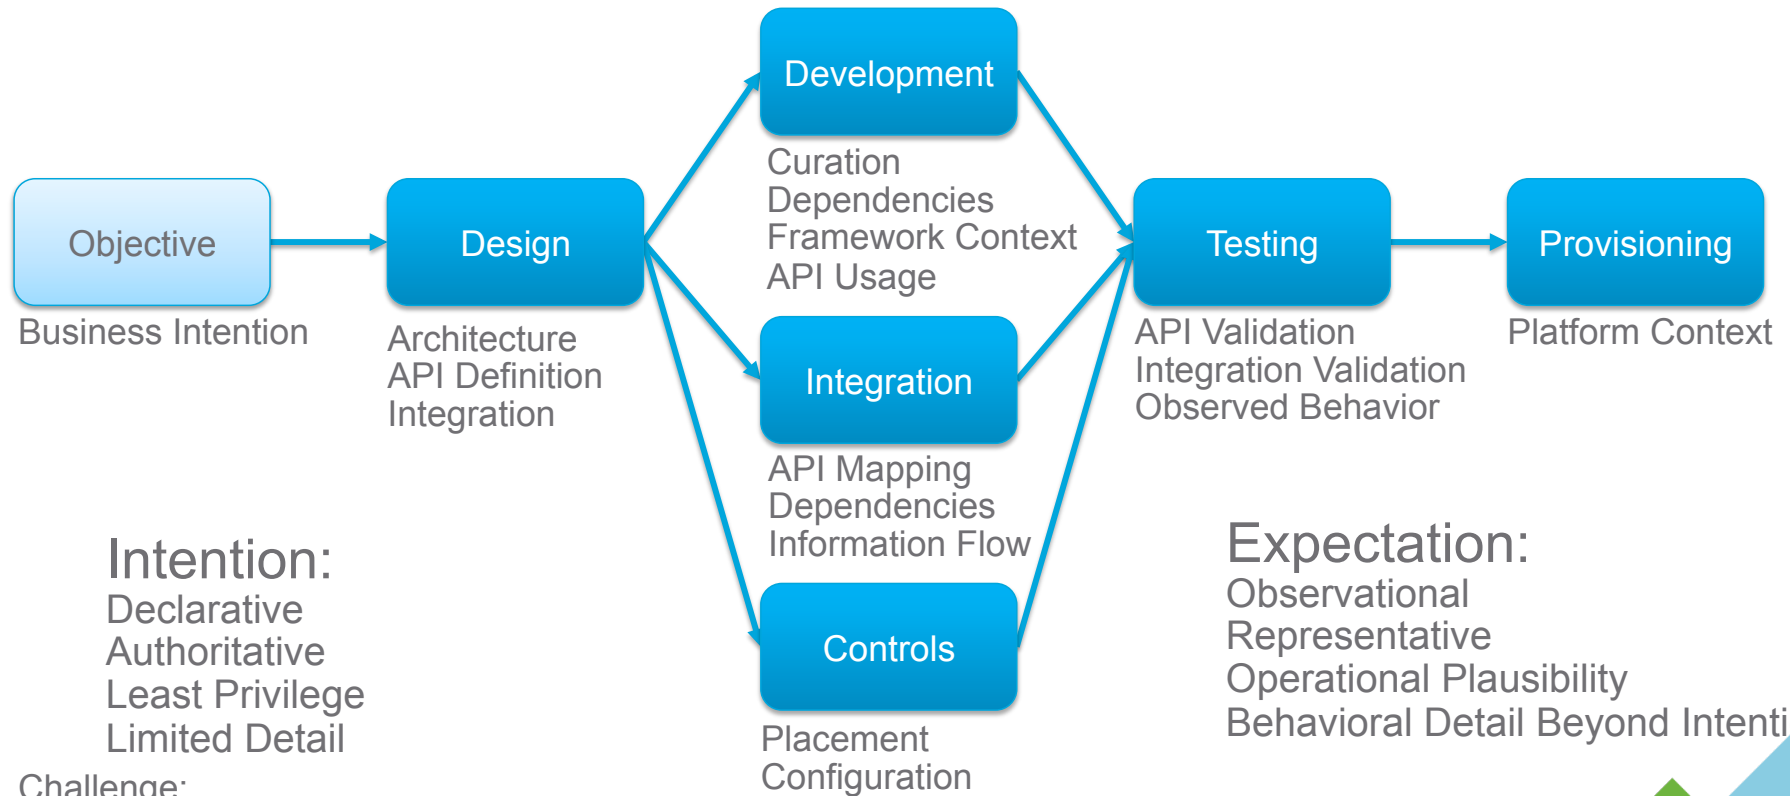 Development
Curation
Dependencies
Framework Context
API Usage
Objective
Business Intention
Design
Architecture
API Definition
Integration
Integration
API Mapping
Dependencies
Information Flow
Controls
Placement
Configuration
Testing
API Validation
Integration Validation
Observed Behavior
Provisioning
Platform Context
Intention:
Declarative
Authoritative
Least Privilege
Limited Detail
Expectation:
Observational
Representative
Operational Plausibility
Behavioral Detail Beyond Intenti
Challenge: